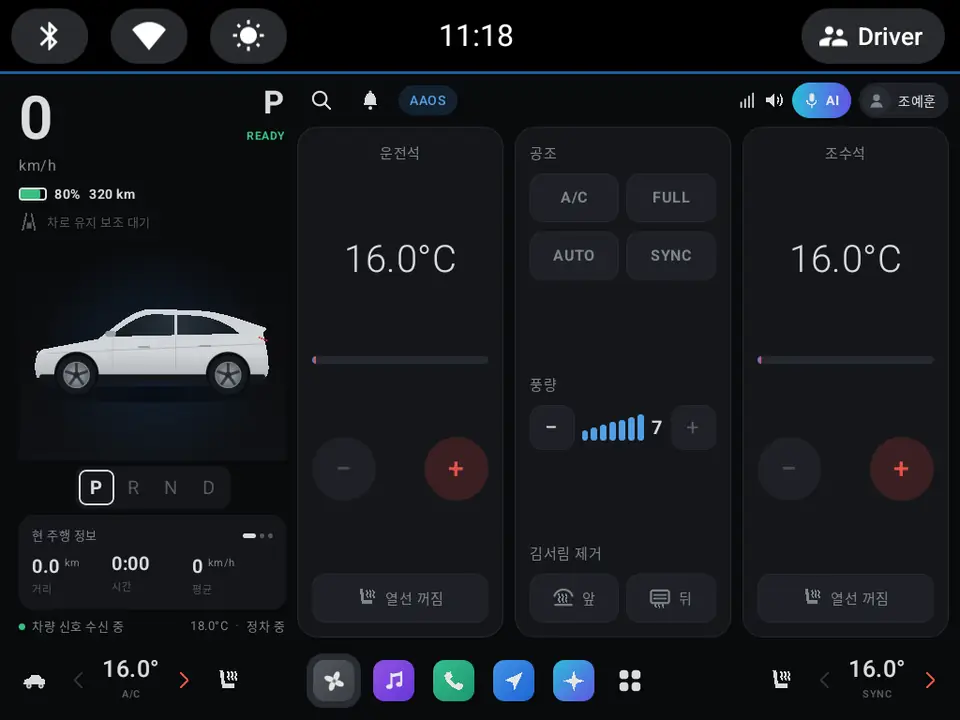 11:18
Driver
0
P
READY
km/h
80% 320 km
차로 유지 보조 대기
P R N D
현 주행 정보
0.0 km
거리
0:00
시간
0 km/h
평균
차량 신호 수신 중
18.0°C · 정차 중
AAOS
AI
조예훈
운전석
16.0°C
−
+
열선 꺼짐
공조
A/C
FULL
AUTO
SYNC
풍량
−
7
+
김서림 제거
앞
뒤
조수석
16.0°C
−
+
열선 꺼짐
16.0°
A/C
16.0°
SYNC